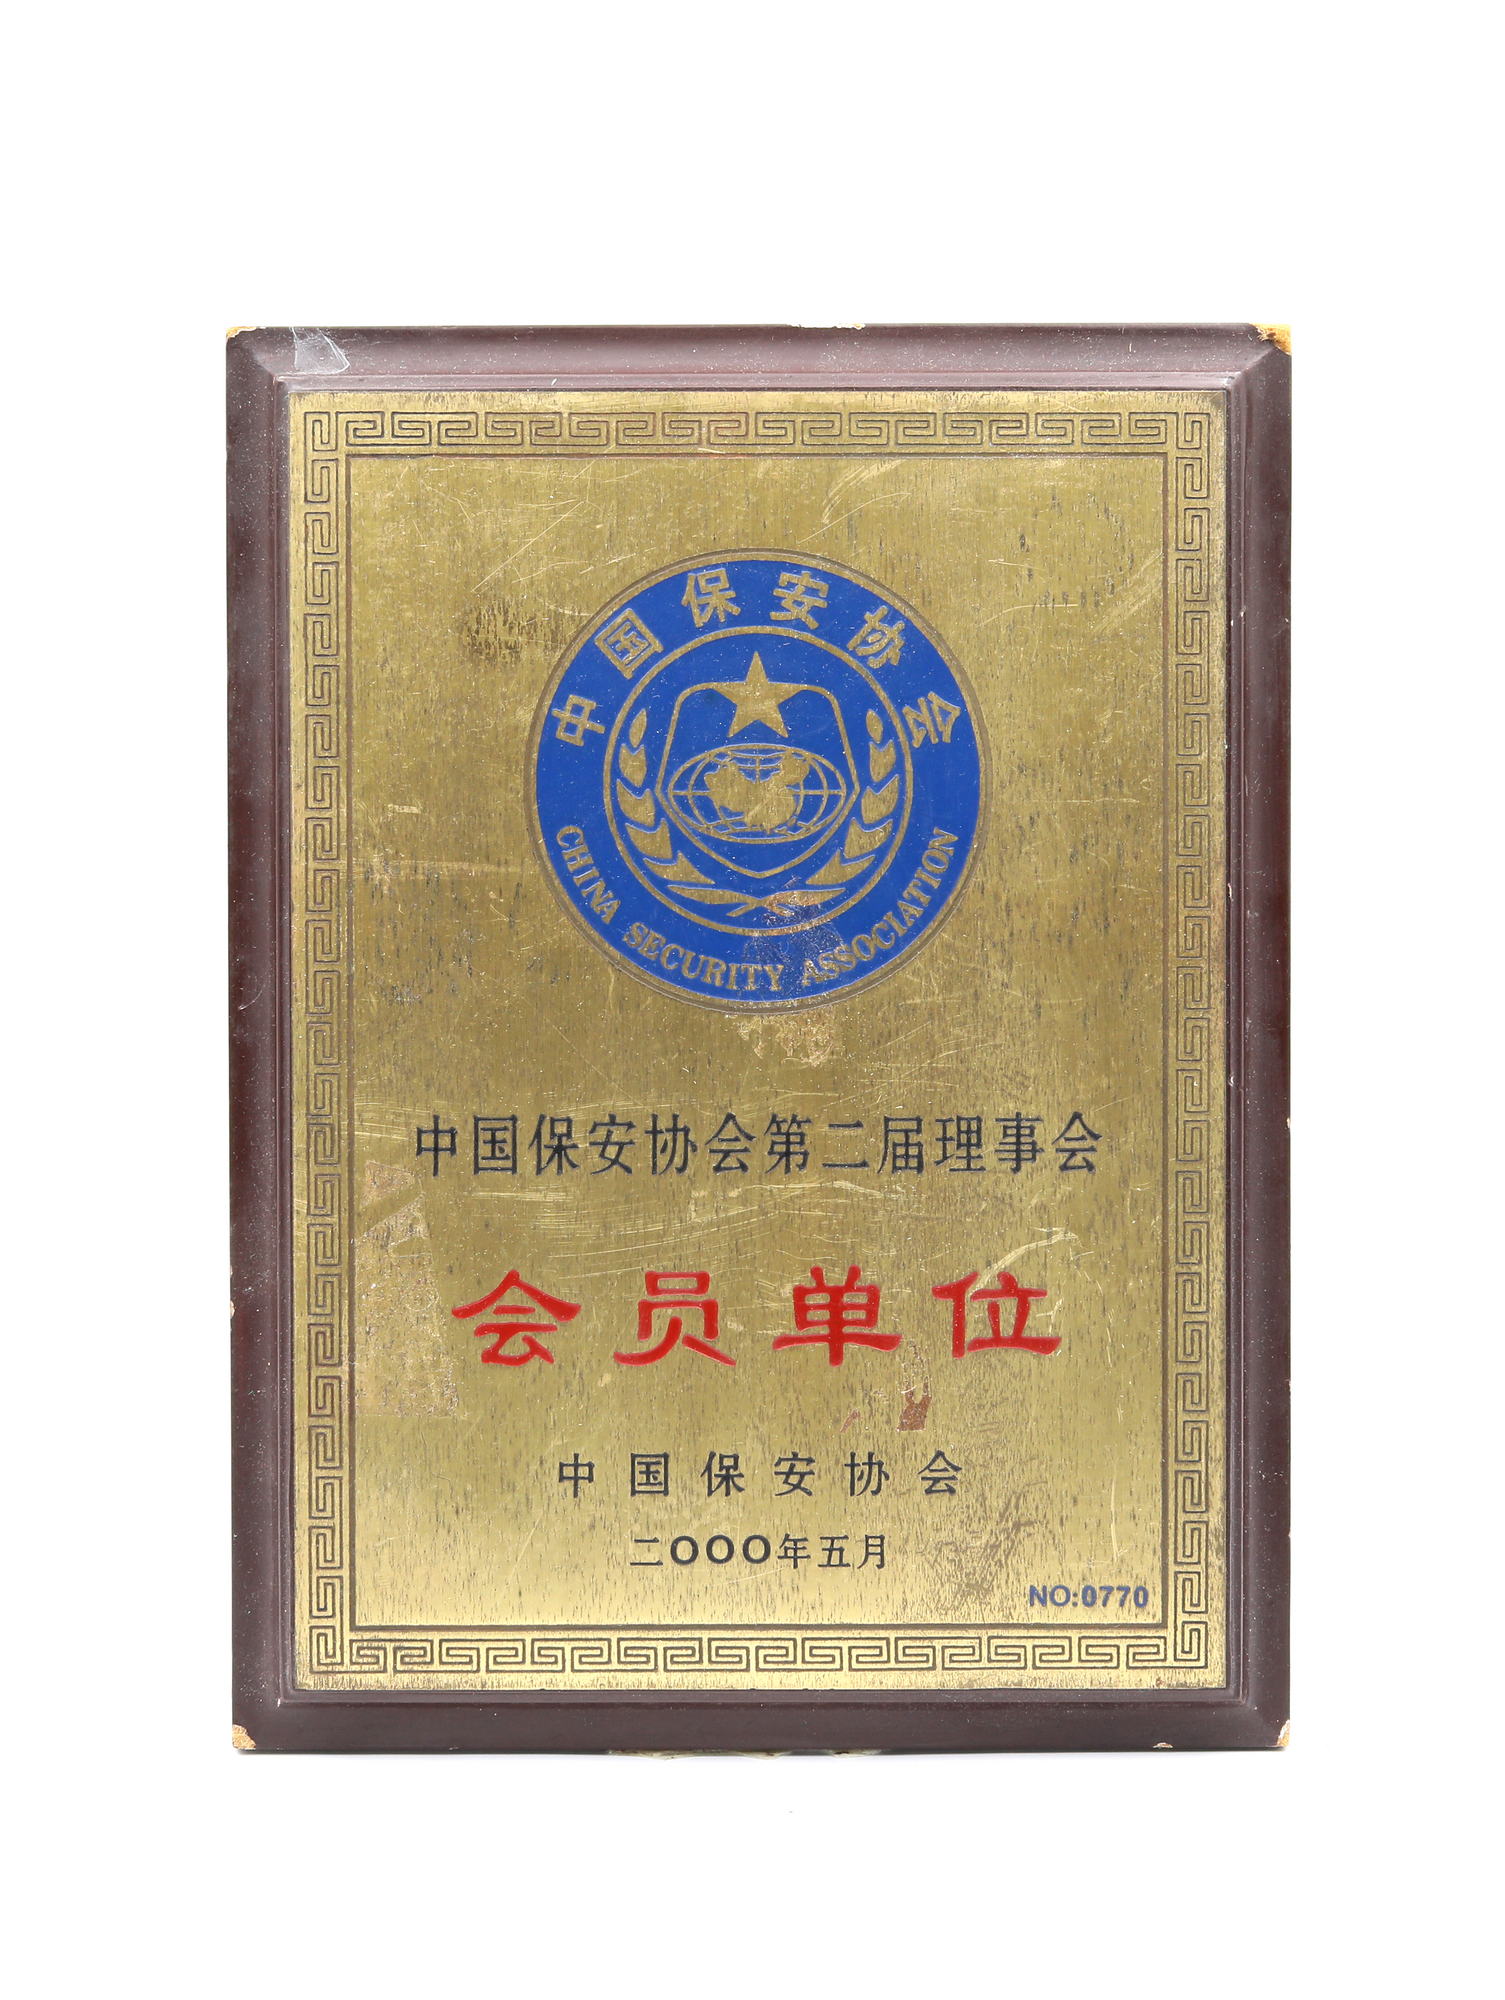 中国保安协会
CHINA SECURITY ASSOCIATION
中国保安协会第二届理事会
会员单位
中国保安协会
二OOO年五月
NO:0770